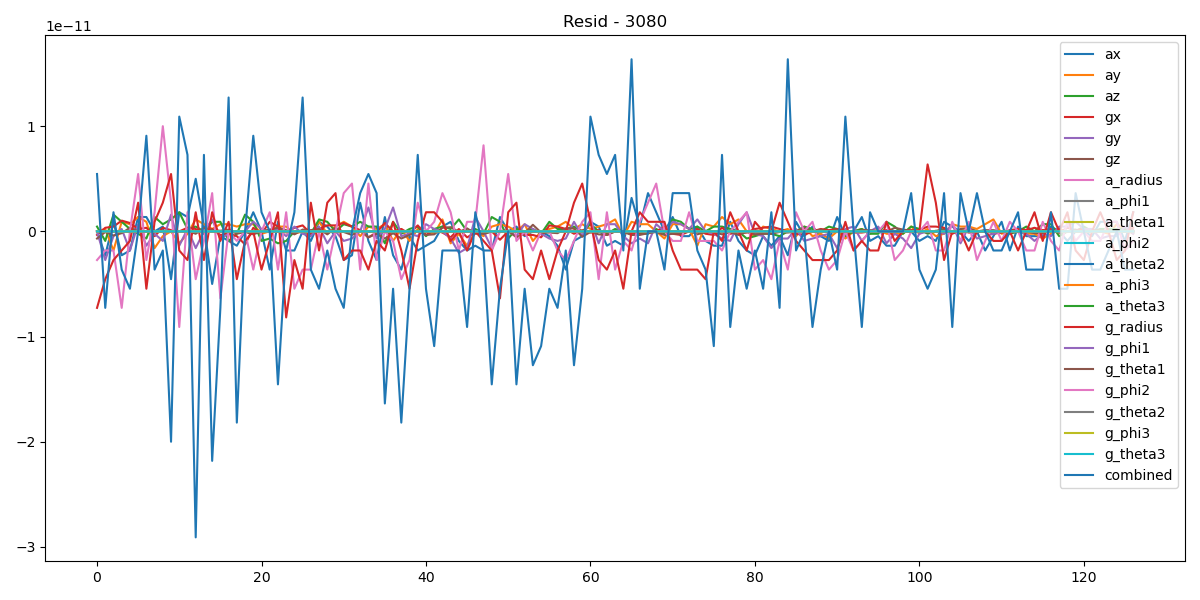 Resid - 3080
1e−11
1
0
−1
−2
−3
0
20
40
60
80
100
120
ax
ay
az
gx
gy
gz
a_radius
a_phi1
a_theta1
a_phi2
a_theta2
a_phi3
a_theta3
g_radius
g_phi1
g_theta1
g_phi2
g_theta2
g_phi3
g_theta3
combined